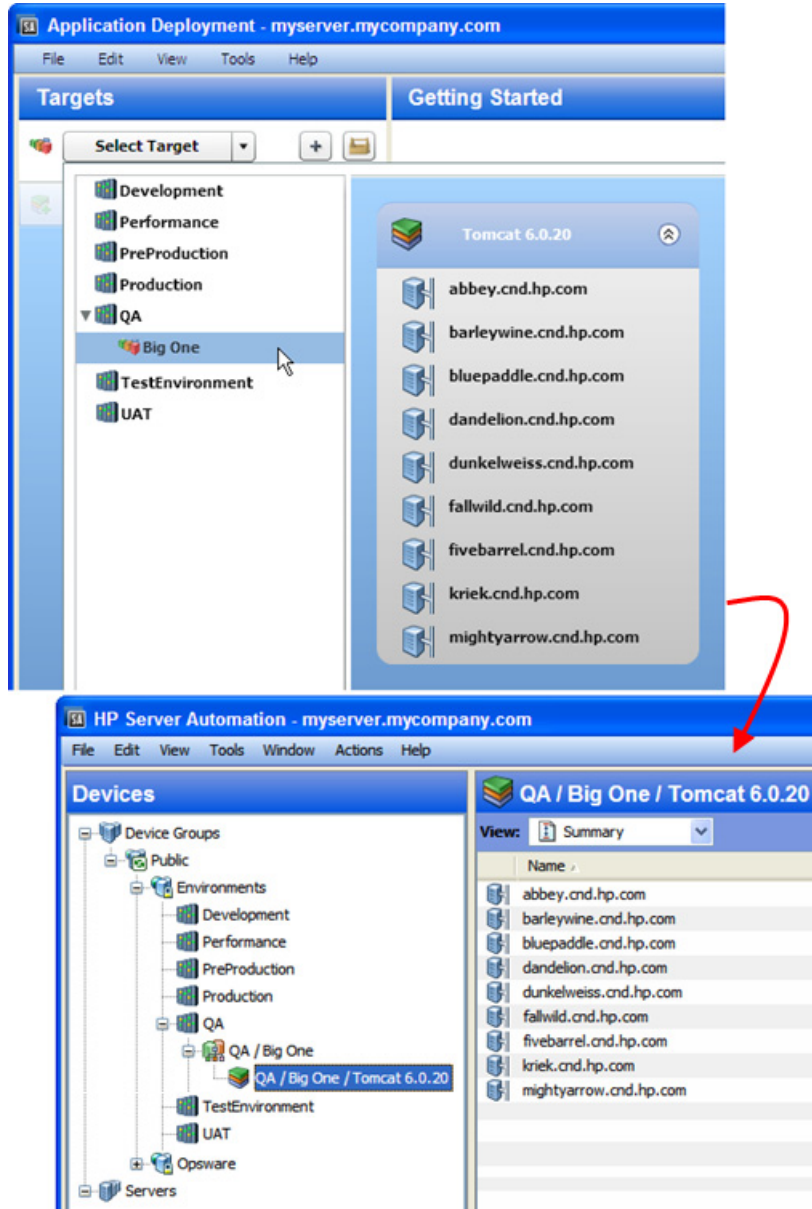 SA Application Deployment - myserver.mycompany.com
File Edit View Tools Help
Targets
Getting Started
Select Target
Development
Performance
PreProduction
Production
QA
Big One
TestEnvironment
UAT
Tomcat 6.0.20
abbey.cnd.hp.com
barleywine.cnd.hp.com
bluepaddle.cnd.hp.com
dandelion.cnd.hp.com
dunkelweiss.cnd.hp.com
fallwild.cnd.hp.com
fivebarrel.cnd.hp.com
kriek.cnd.hp.com
mightyarrow.cnd.hp.com
SA HP Server Automation - myserver.mycompany.com
File Edit View Tools Window Actions Help
Devices
Device Groups
Public
Environments
Development
Performance
PreProduction
Production
QA
QA / Big One
QA / Big One / Tomcat 6.0.20
TestEnvironment
UAT
Opsware
Servers
QA / Big One / Tomcat 6.0.20
View: Summary
Name
abbey.cnd.hp.com
barleywine.cnd.hp.com
bluepaddle.cnd.hp.com
dandelion.cnd.hp.com
dunkelweiss.cnd.hp.com
fallwild.cnd.hp.com
fivebarrel.cnd.hp.com
kriek.cnd.hp.com
mightyarrow.cnd.hp.com